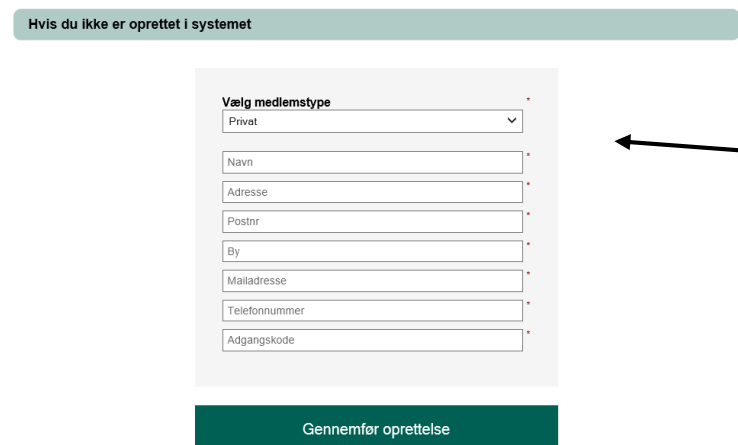 Hvis du ikke er oprettet i systemet
Vælg medlemstype *
Privat
Navn *
Adresse *
Postnr *
By *
Mailadresse *
Telefonnummer *
Adgangskode *
Gennemfør oprettelse